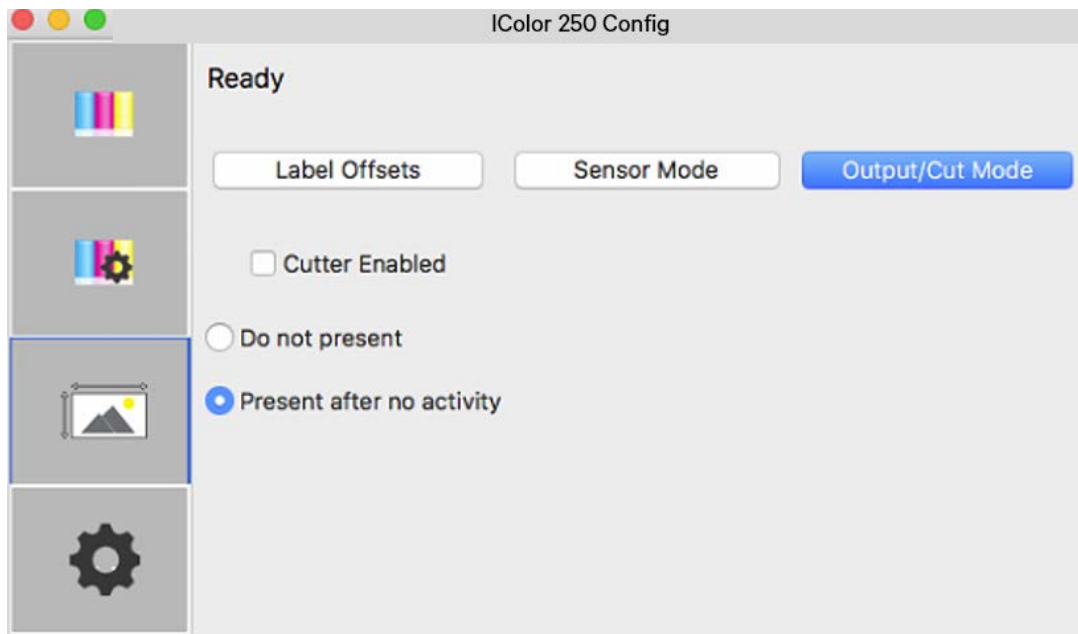 IColor 250 Config
Ready
Label Offsets Sensor Mode Output/Cut Mode
Cutter Enabled
Do not present
Present after no activity